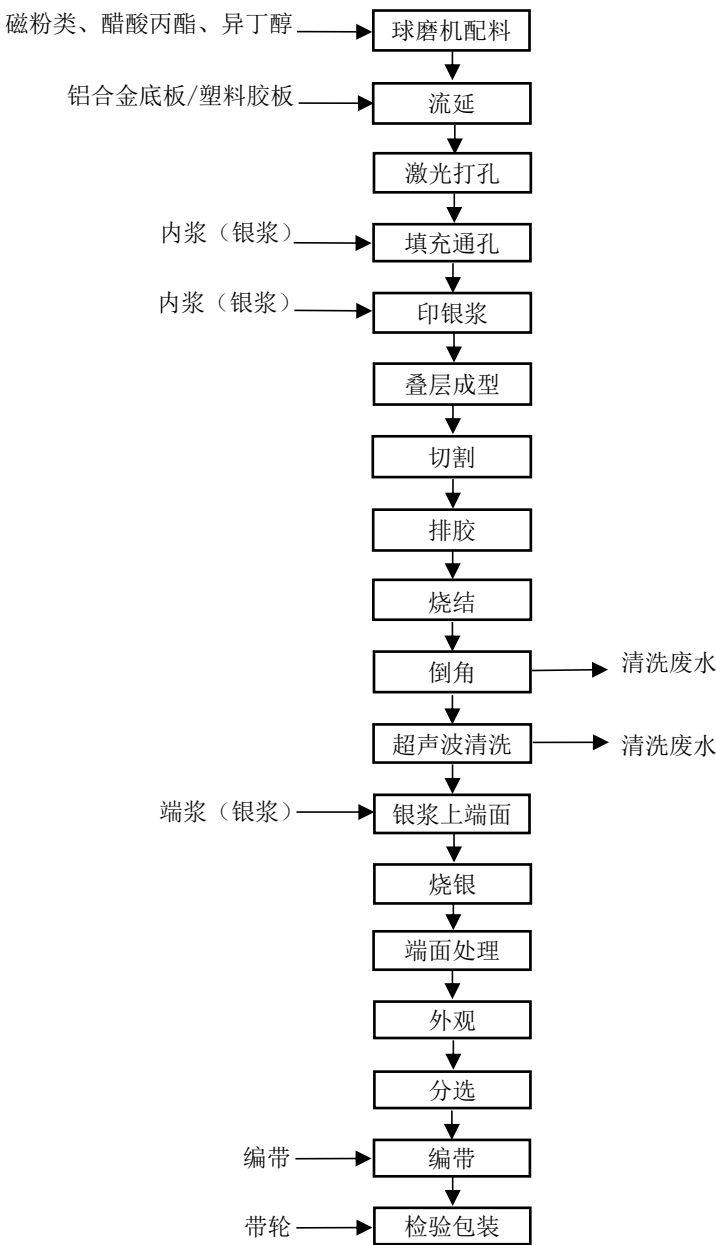 磁粉类、醋酸丙酯、异丁醇
球磨机配料
铝合金底板/塑料胶板
流延
激光打孔
内浆（银浆）
填充通孔
内浆（银浆）
印银浆
叠层成型
切割
排胶
烧结
倒角
清洗废水
超声波清洗
清洗废水
端浆（银浆）
银浆上端面
烧银
端面处理
外观
分选
编带
编带
带轮
检验包装